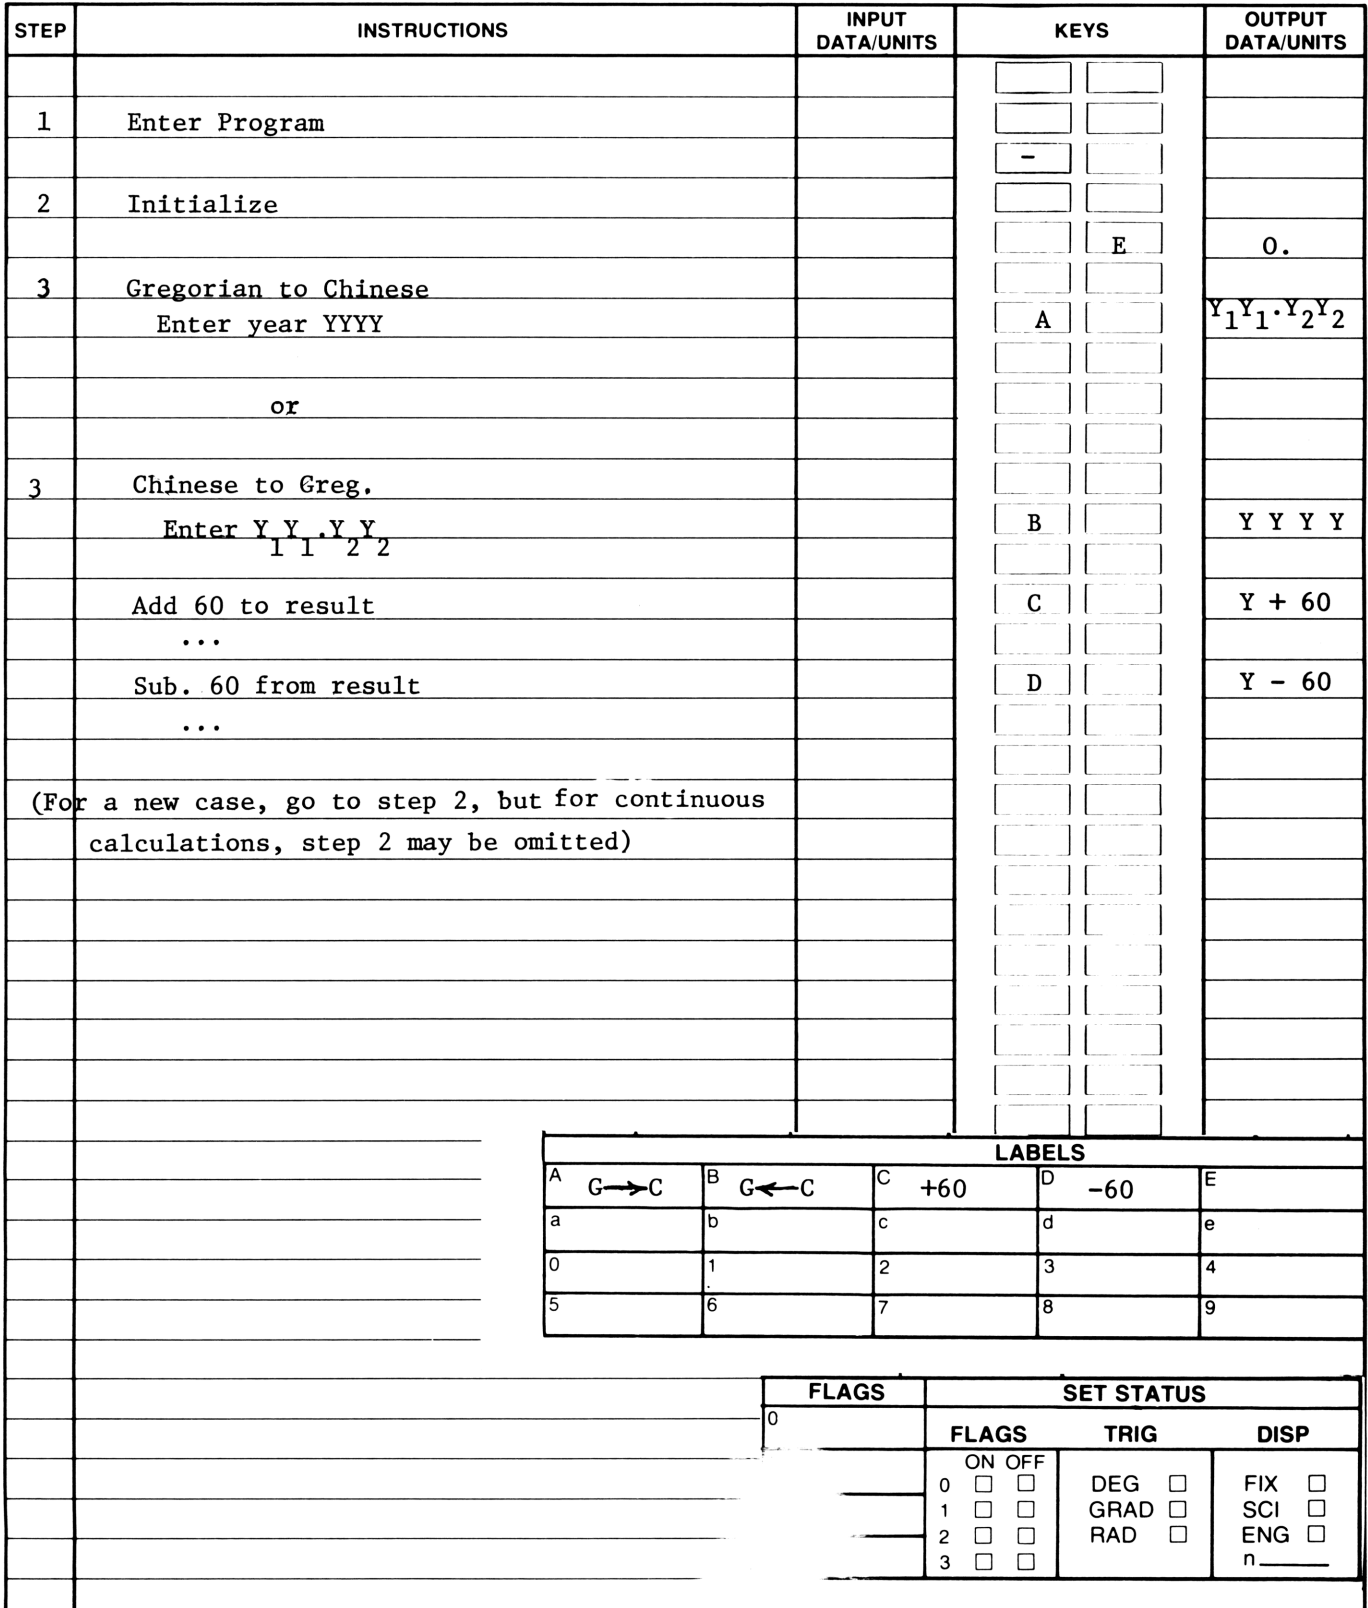 STEP INSTRUCTIONS INPUT DATA/UNITS KEYS OUTPUT DATA/UNITS
1 Enter Program
-
2 Initialize
E 0.
3 Gregorian to Chinese
Enter year YYYY A Y₁Y₁.Y₂Y₂
or
3 Chinese to Greg.
Enter Y₁Y₁.Y₂Y₂ B Y Y Y Y
Add 60 to result C Y + 60
...
Sub. 60 from result D Y - 60
...
(For a new case, go to step 2, but for continuous
calculations, step 2 may be omitted)
LABELS
A G→C B G←C C +60 D -60 E
a b c d e
0 1 2 3 4
5 6 7 8 9
FLAGS SET STATUS
0
FLAGS TRIG DISP
ON OFF
0 □ □ DEG □ FIX □
1 □ □ GRAD □ SCI □
2 □ □ RAD □ ENG □
3 □ □ n____